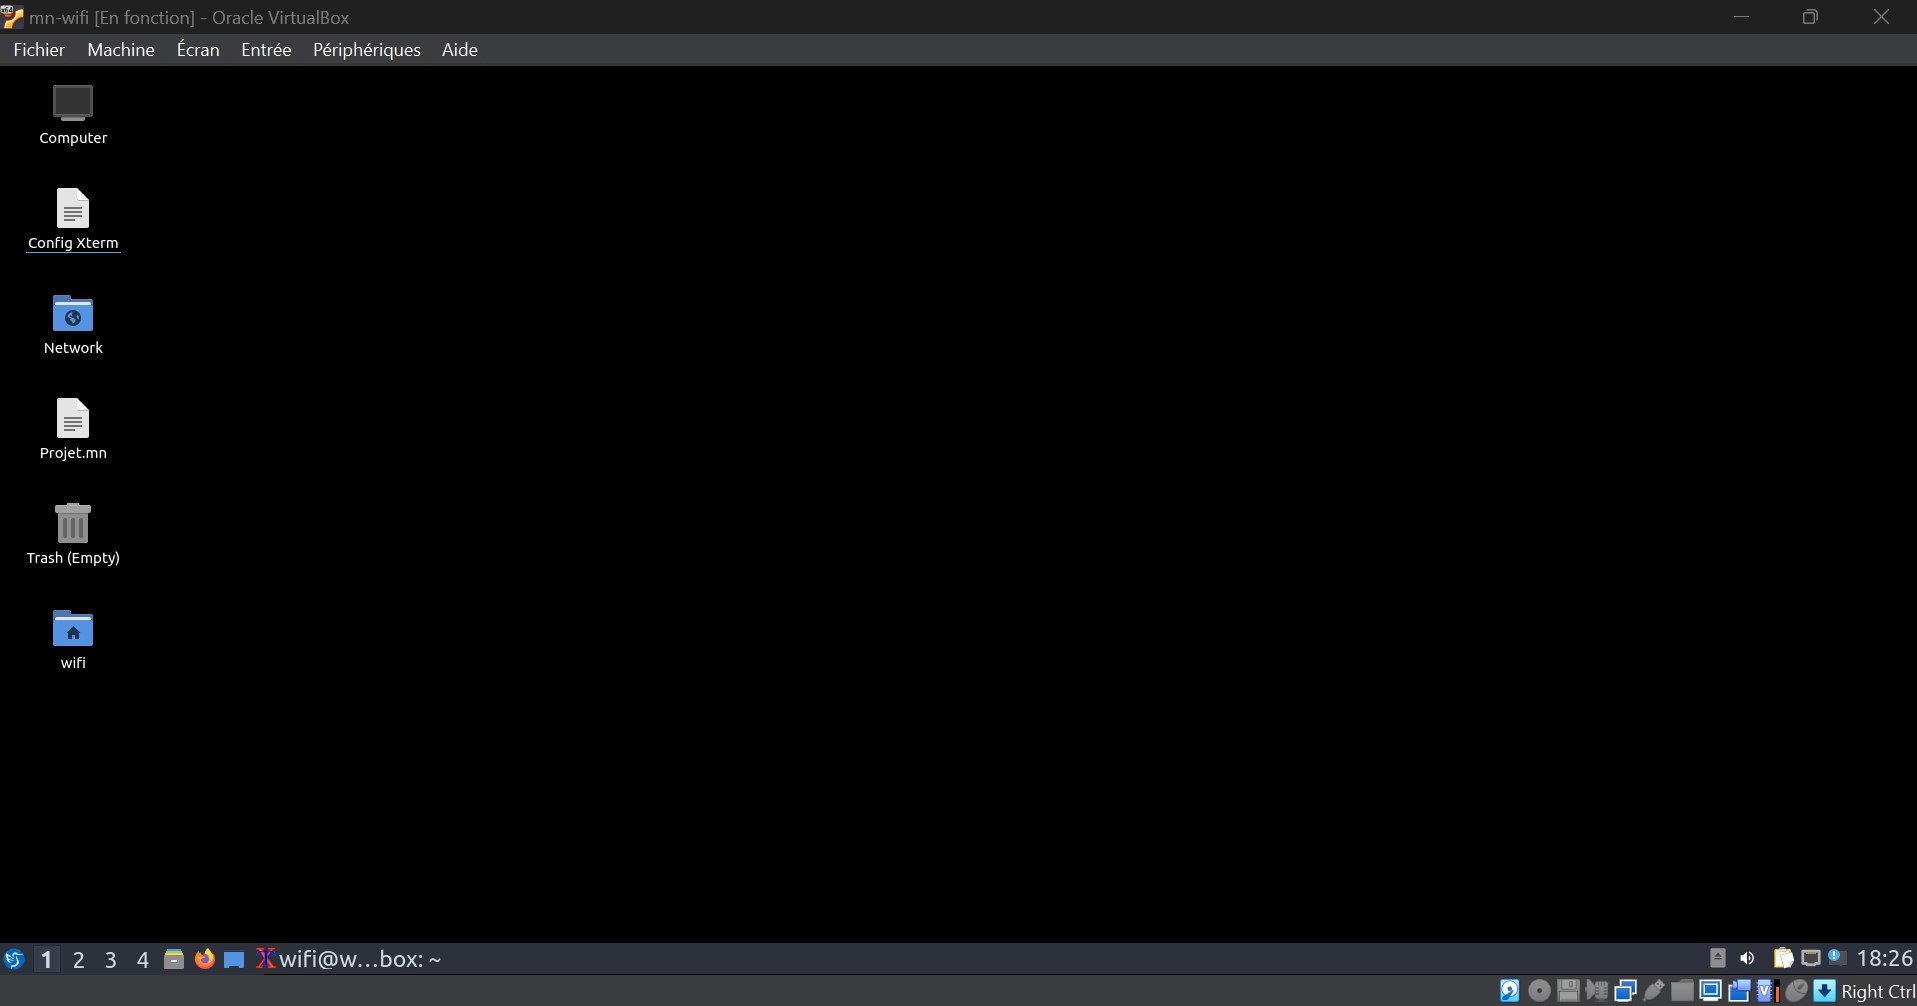 mn-wifi [En fonction] - Oracle VirtualBox
Fichier Machine Écran Entrée Périphériques Aide
Computer
Config Xterm
Network
Projet.mn
Trash (Empty)
wifi
1 2 3 4 wifi@w...box: ~ 18:26
Right Ctrl